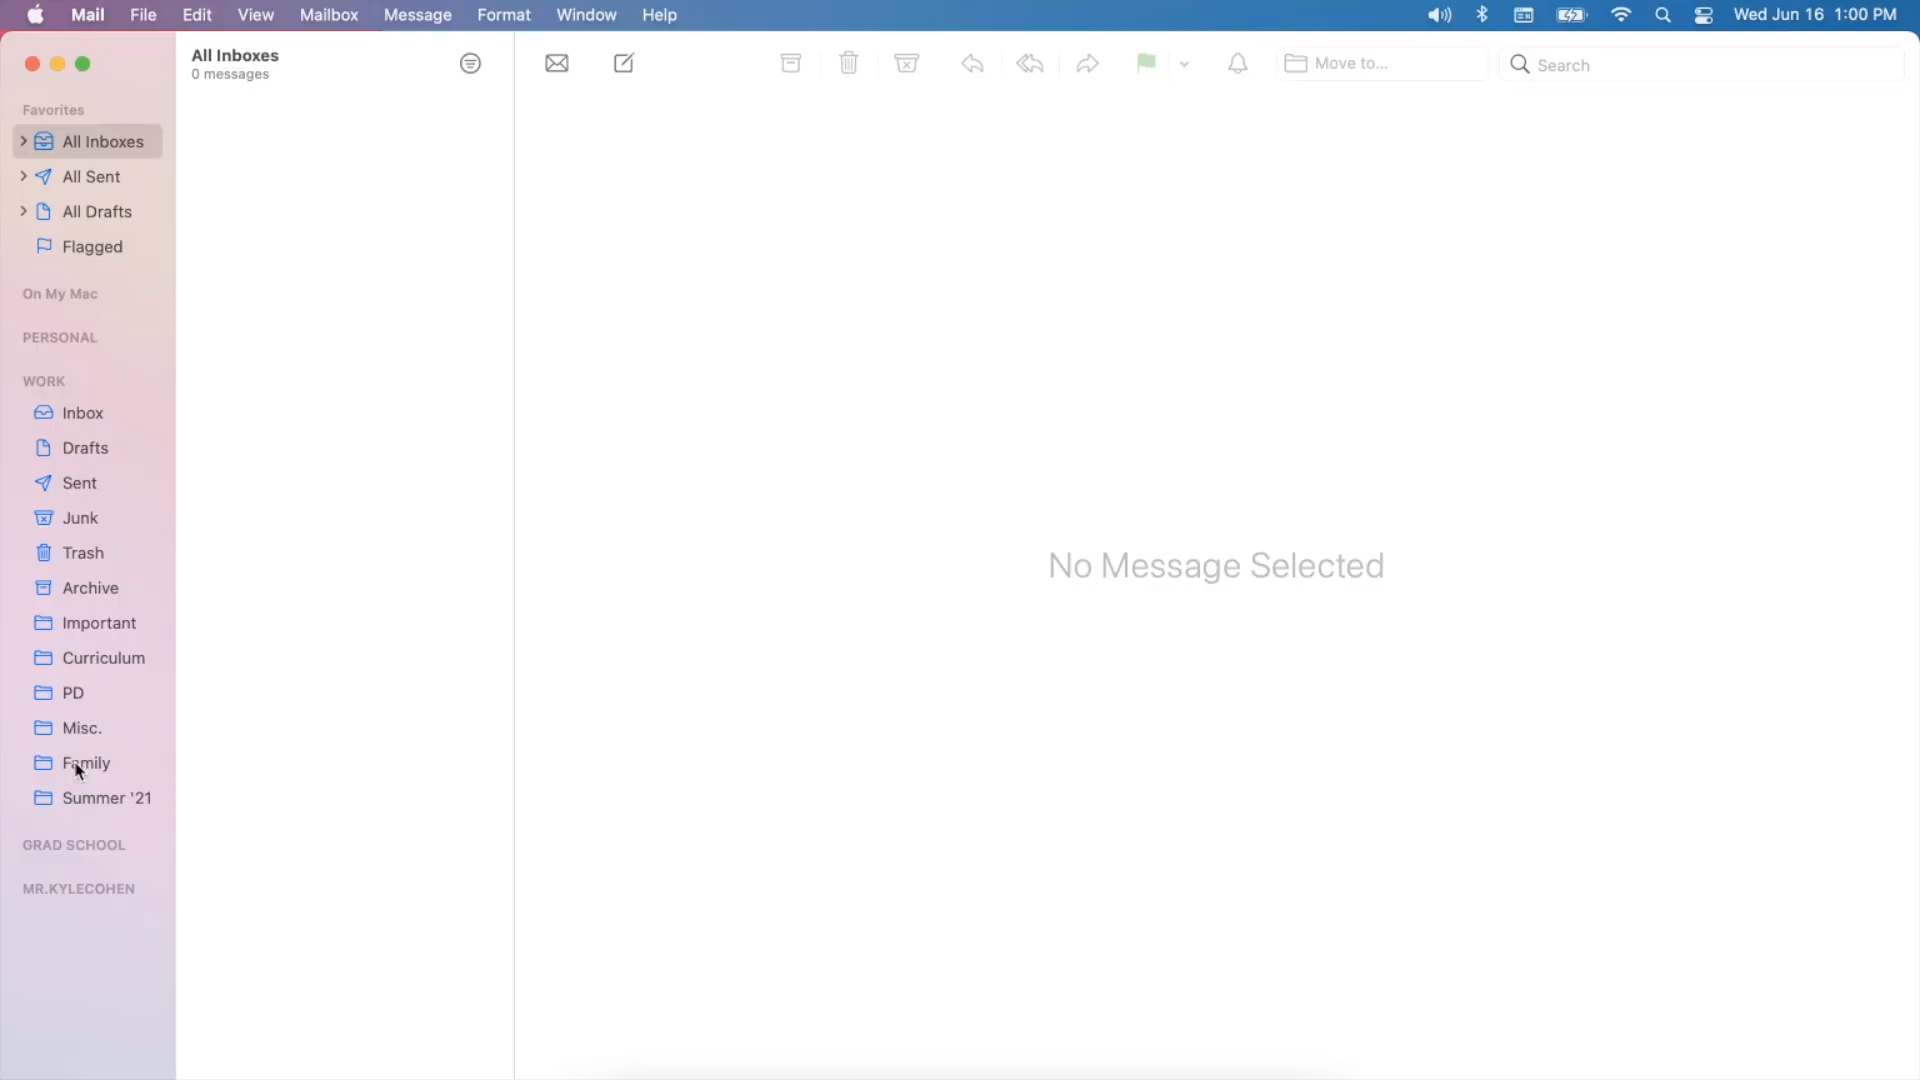 Mail File Edit View Mailbox Message Format Window Help Wed Jun 16 1:00 PM
All Inboxes
0 messages
Move to...
Search
Favorites
All Inboxes
All Sent
All Drafts
Flagged
On My Mac
PERSONAL
WORK
Inbox
Drafts
Sent
Junk
Trash
Archive
Important
Curriculum
PD
Misc.
Family
Summer '21
GRAD SCHOOL
MR.KYLECOHEN
No Message Selected